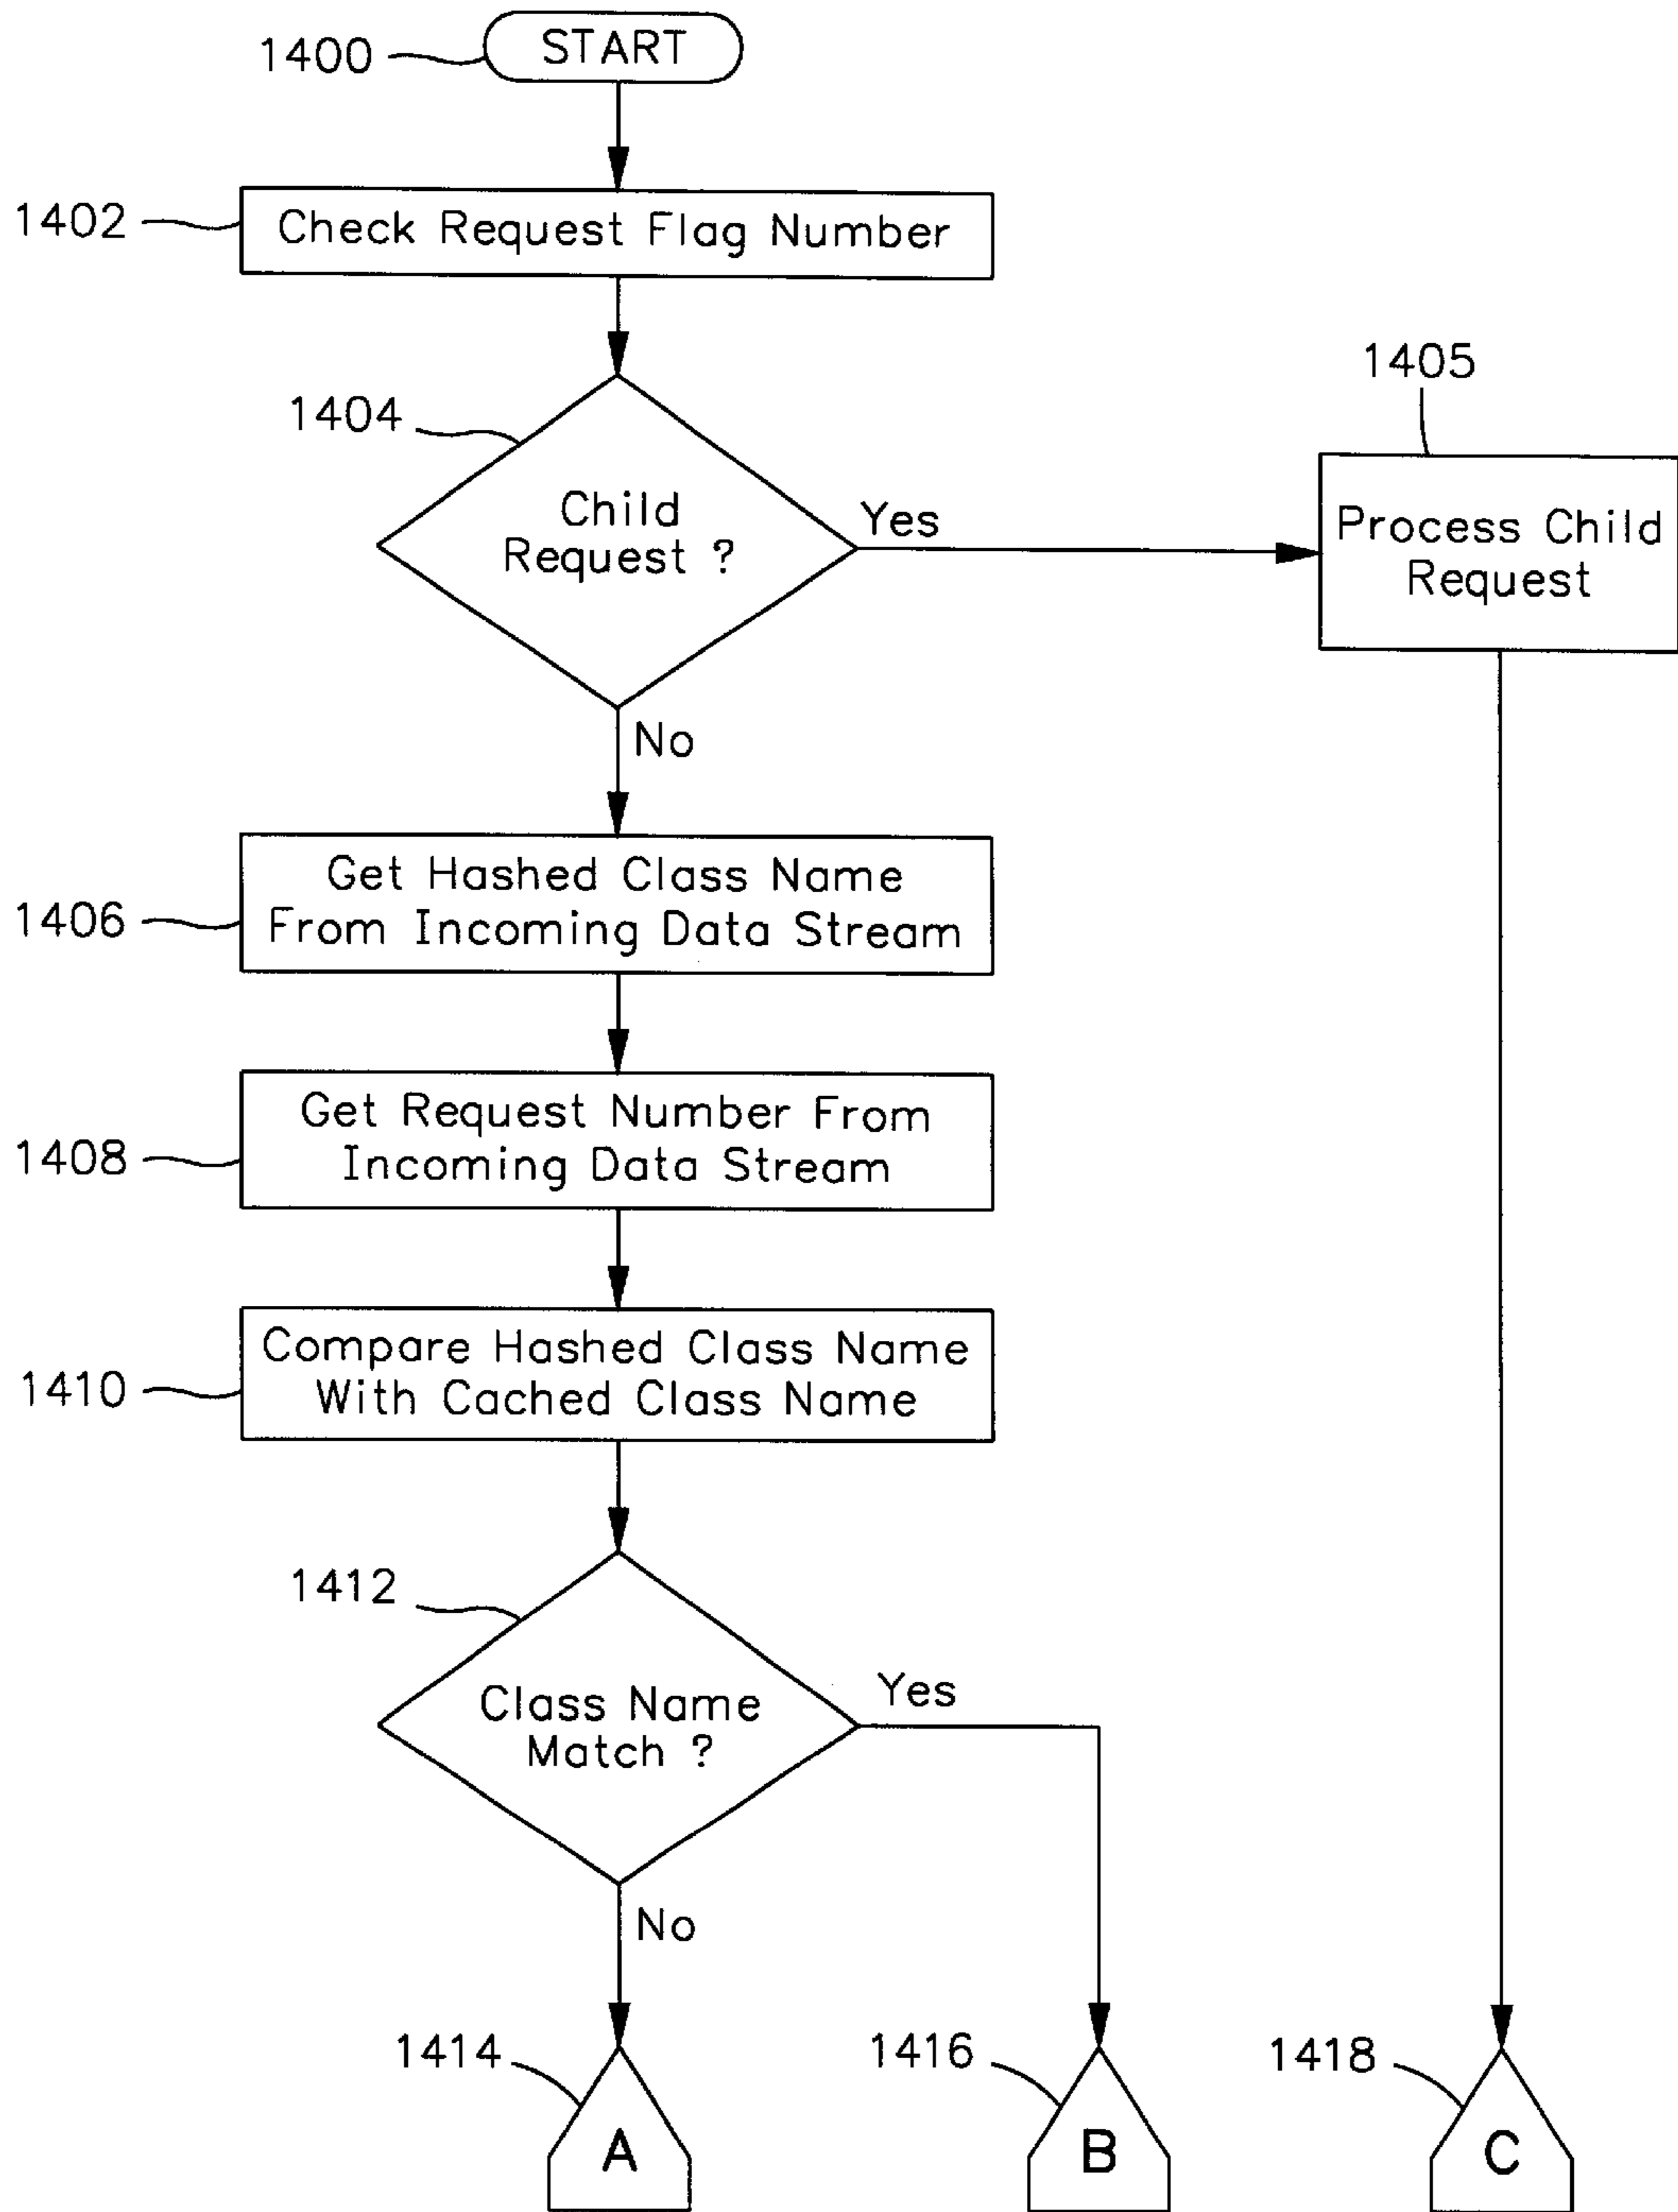 1400
START
1402
Check Request Flag Number
1404
Child
Request ?
Yes
1405
Process Child
Request
No
1406
Get Hashed Class Name
From Incoming Data Stream
1408
Get Request Number From
Incoming Data Stream
1410
Compare Hashed Class Name
With Cached Class Name
1412
Class Name
Match ?
Yes
No
1414
A
1416
B
1418
C